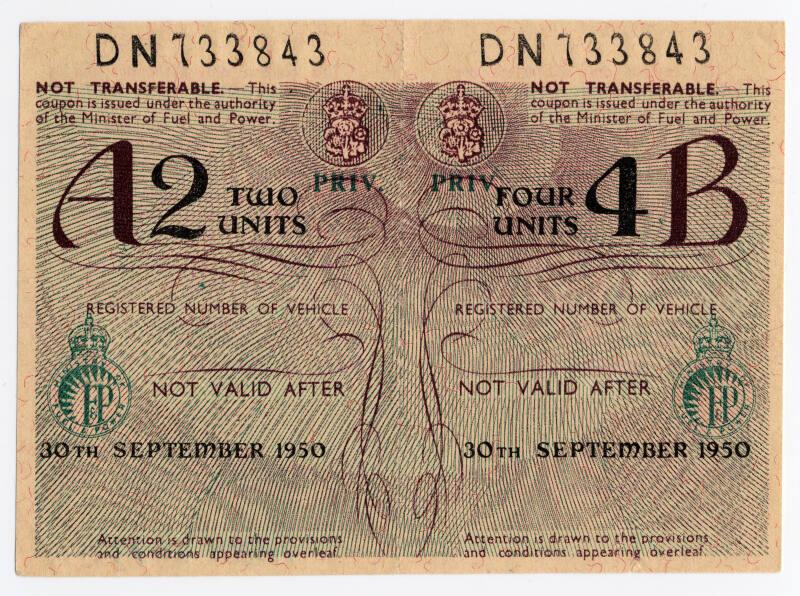 DN733843
NOT TRANSFERABLE. — This
coupon is issued under the authority
of the Minister of Fuel and Power.
PRIV.
A2 TWO
UNITS
REGISTERED NUMBER OF VEHICLE
FP
NOT VALID AFTER
30TH SEPTEMBER 1950
Attention is drawn to the provisions
and conditions appearing overleaf.
DN733843
NOT TRANSFERABLE. — This
coupon is issued under the authority
of the Minister of Fuel and Power.
PRIV.
FOUR 4B
UNITS
REGISTERED NUMBER OF VEHICLE
FP
NOT VALID AFTER
30TH SEPTEMBER 1950
Attention is drawn to the provisions
and conditions appearing overleaf.